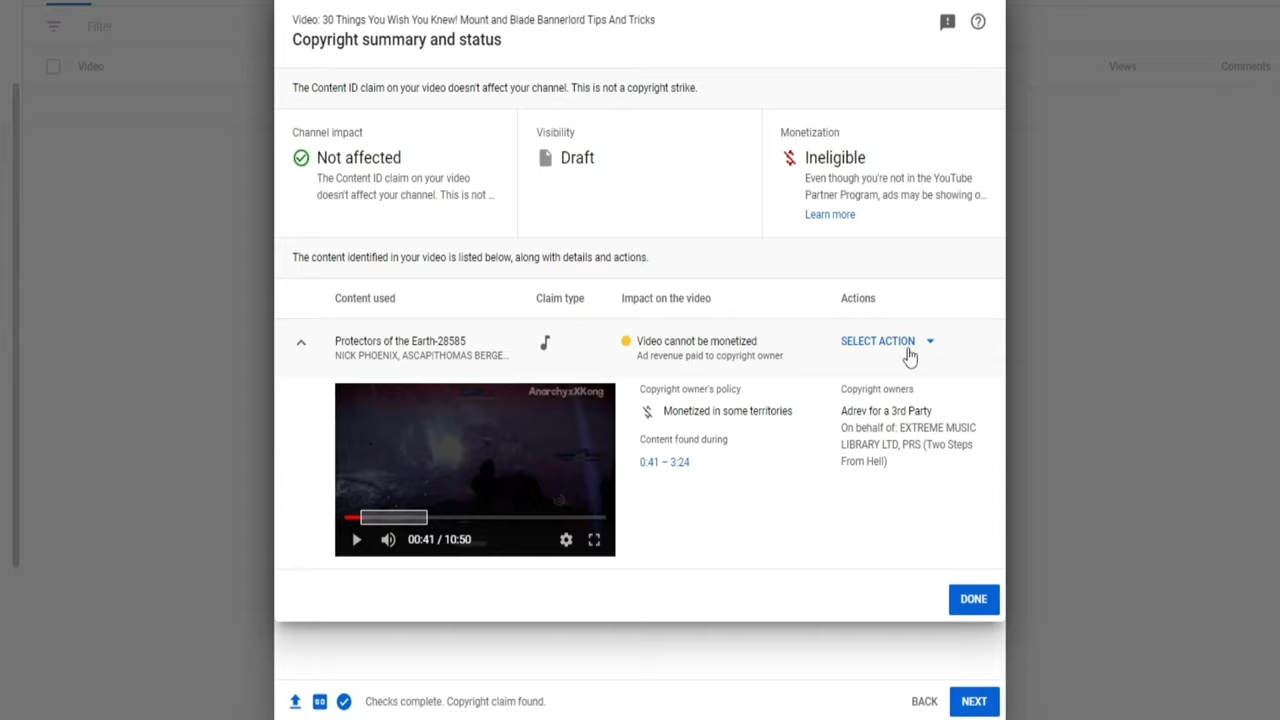 Video: 30 Things You Wish You Knew! Mount and Blade Bannerlord Tips And Tricks
Copyright summary and status
Filter
Video
Views
Comments
The Content ID claim on your video doesn't affect your channel. This is not a copyright strike.
Channel impact
Not affected
The Content ID claim on your video
doesn't affect your channel. This is not ...
Visibility
Draft
Monetization
Ineligible
Even though you're not in the YouTube
Partner Program, ads may be showing o...
Learn more
The content identified in your video is listed below, along with details and actions.
Content used
Claim type
Impact on the video
Actions
Protectors of the Earth-28585
NICK PHOENIX, ASCAP|THOMAS BERGE...
Video cannot be monetized
Ad revenue paid to copyright owner
SELECT ACTION
AnarchyxXKong
00:41 / 10:50
Copyright owner's policy
Monetized in some territories
Content found during
0:41 – 3:24
Copyright owners
Adrev for a 3rd Party
On behalf of: EXTREME MUSIC
LIBRARY LTD, PRS (Two Steps
From Hell)
DONE
SD
Checks complete. Copyright claim found.
BACK
NEXT